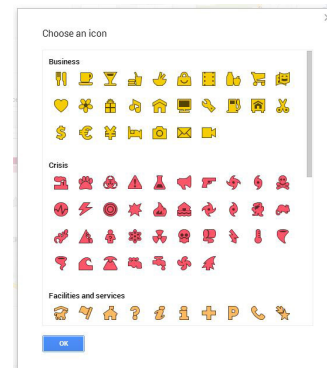 Choose an icon
Business
Crisis
Facilities and services
OK